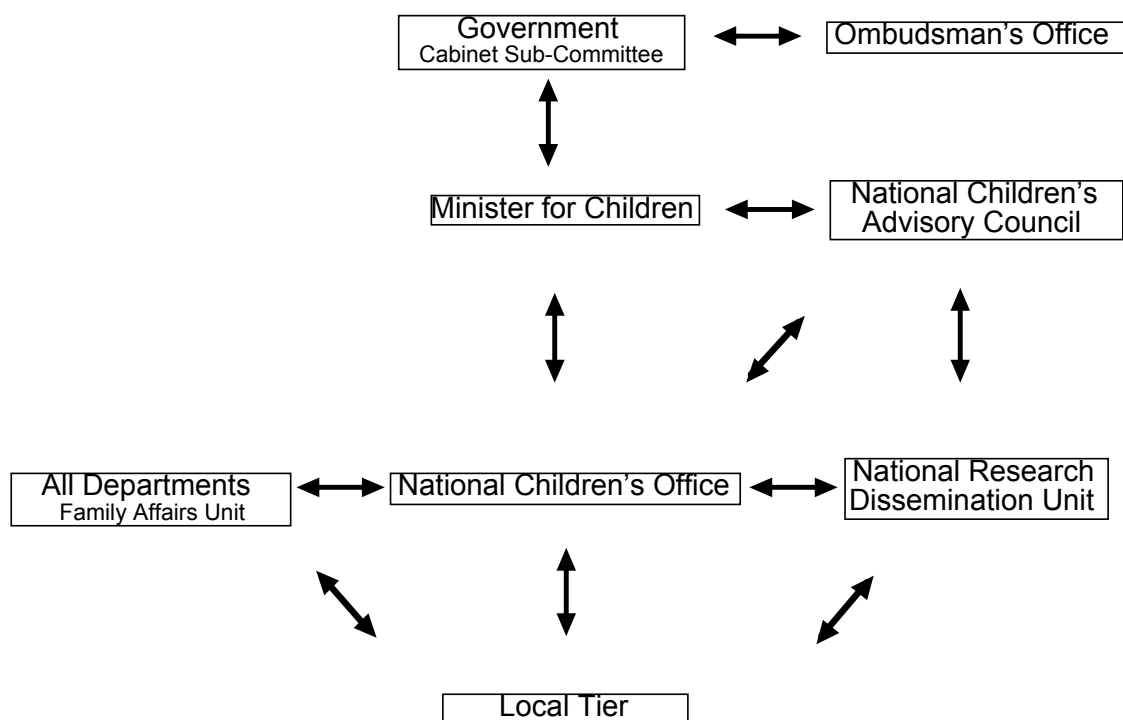 Government
Cabinet Sub-Committee
Ombudsman’s Office
Minister for Children
National Children’s
Advisory Council
All Departments
Family Affairs Unit
National Children’s Office
National Research
Dissemination Unit
Local Tier